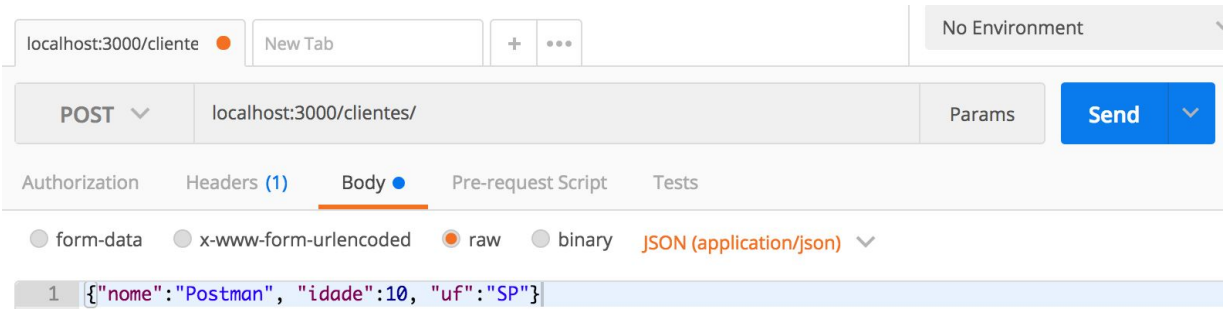 localhost:3000/cliente New Tab + ••• No Environment
POST localhost:3000/clientes/ Params Send
Authorization Headers (1) Body Pre-request Script Tests
form-data x-www-form-urlencoded raw binary JSON (application/json)
1 {"nome":"Postman", "idade":10, "uf":"SP"}